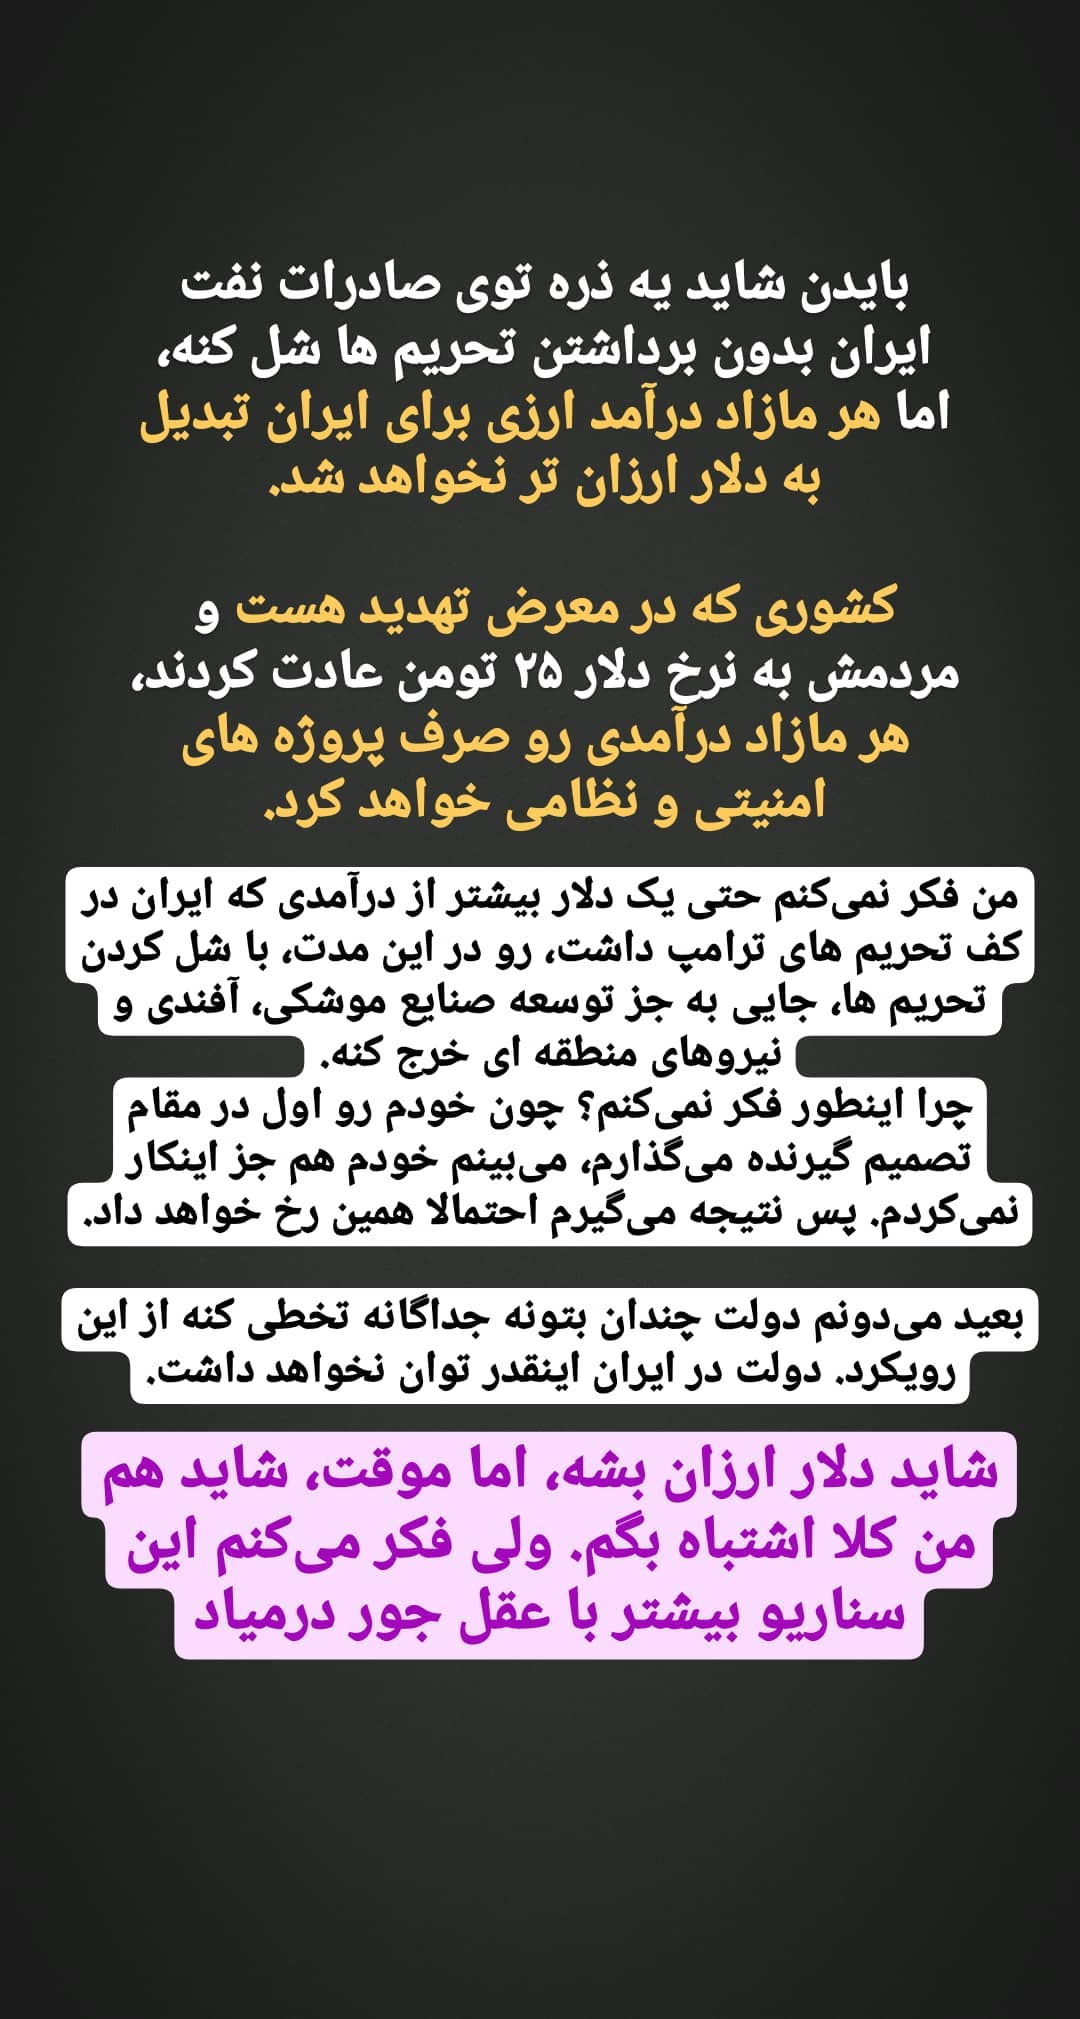 بایدن شاید یه ذره توی صادرات نفت
ایران بدون برداشتن تحریم ها شل کنه،
اما هر مازاد درآمد ارزی برای ایران تبدیل
به دلار ارزان تر نخواهد شد.
کشوری که در معرض تهدید هست و
مردمش به نرخ دلار ۲۵ تومن عادت کردند،
هر مازاد درآمدی رو صرف پروژه های
امنیتی و نظامی خواهد کرد.
من فکر نمی‌کنم حتی یک دلار بیشتر از درآمدی که ایران در
کف تحریم های ترامپ داشت، رو در این مدت، با شل کردن
تحریم ها، جایی به جز توسعه صنایع موشکی، آفندی و
نیروهای منطقه ای خرج کنه.
چرا اینطور فکر نمی‌کنم؟ چون خودم رو اول در مقام
تصمیم گیرنده می‌گذارم، می‌بینم خودم هم جز اینکار
نمی‌کردم. پس نتیجه می‌گیرم احتمالا همین رخ خواهد داد.
بعید می‌دونم دولت چندان بتونه جداگانه تخطی کنه از این
رویکرد. دولت در ایران اینقدر توان نخواهد داشت.
شاید دلار ارزان بشه، اما موقت، شاید هم
من کلا اشتباه بگم. ولی فکر می‌کنم این
سناریو بیشتر با عقل جور درمیاد